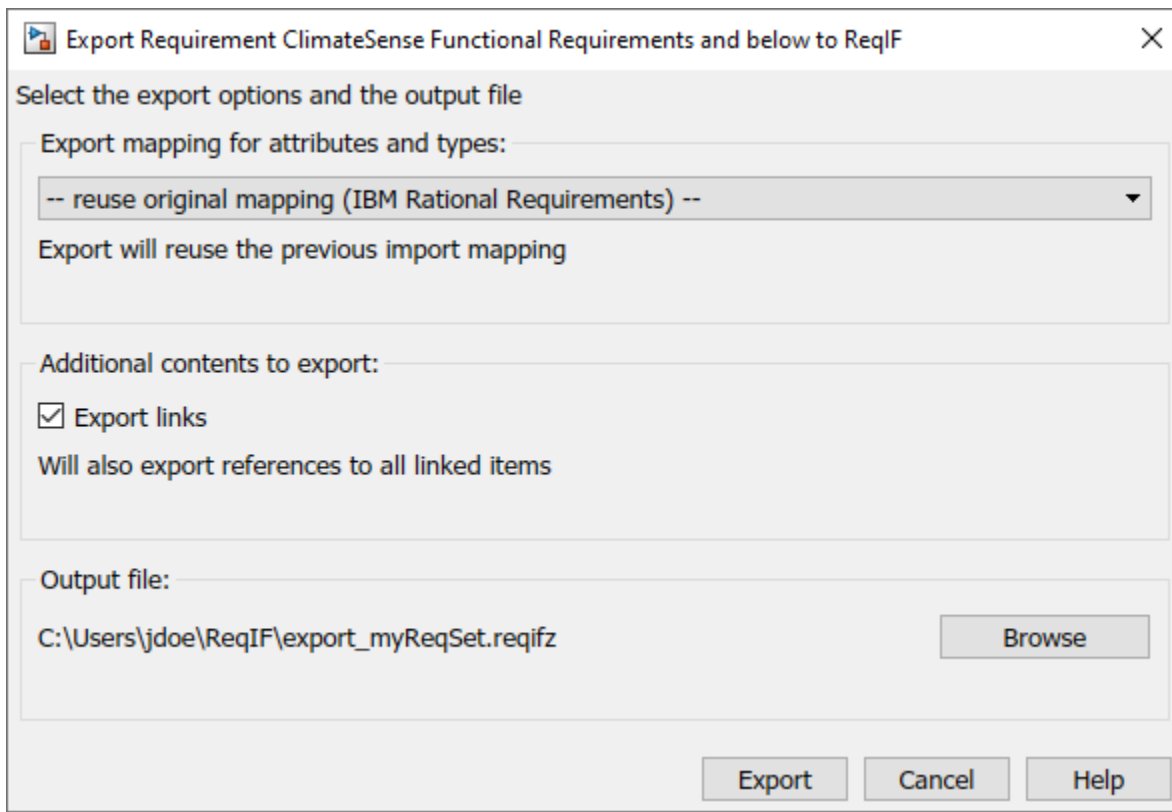 Export Requirement ClimateSense Functional Requirements and below to ReqIF
Select the export options and the output file
Export mapping for attributes and types:
-- reuse original mapping (IBM Rational Requirements) --
Export will reuse the previous import mapping
Additional contents to export:
Export links
Will also export references to all linked items
Output file:
C:\Users\jdoe\ReqIF\export_myReqSet.reqifz
Browse
Export
Cancel
Help